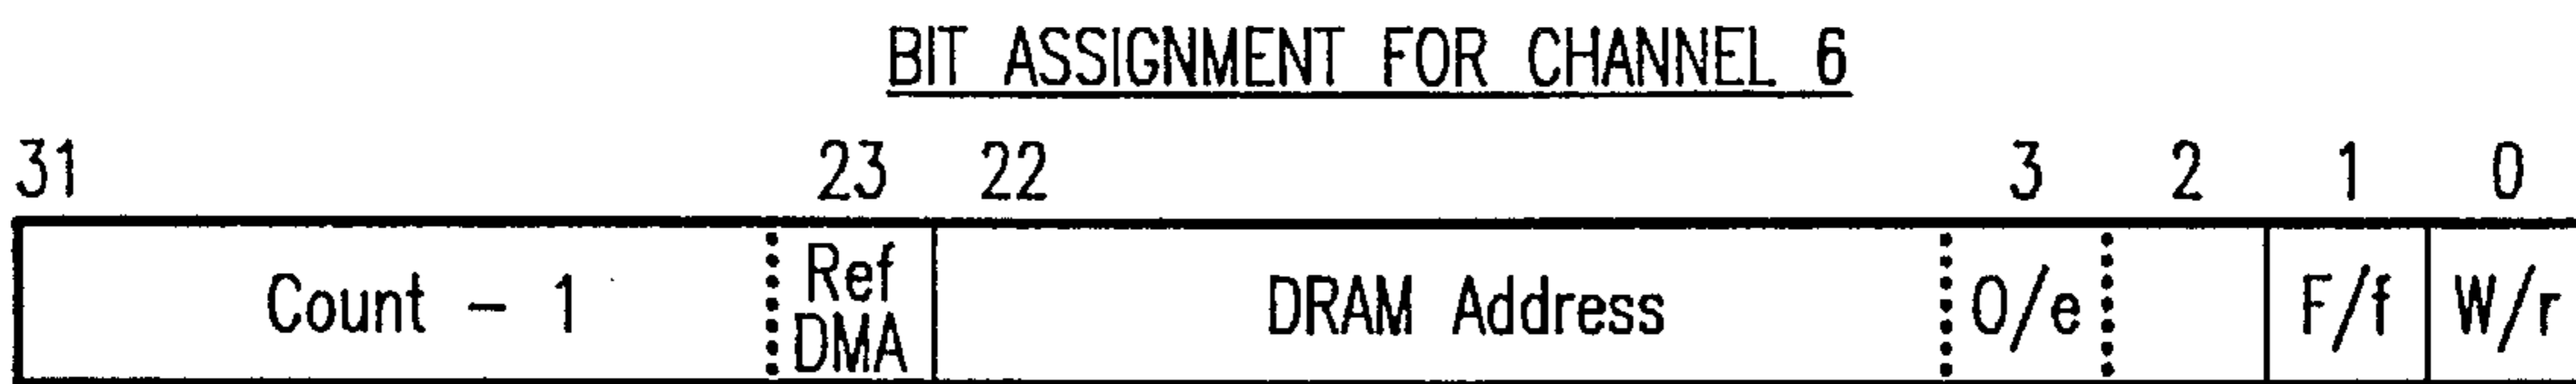 BIT ASSIGNMENT FOR CHANNEL 6
31 23 22 3 2 1 0
Count - 1 Ref DMA DRAM Address O/e F/f W/r